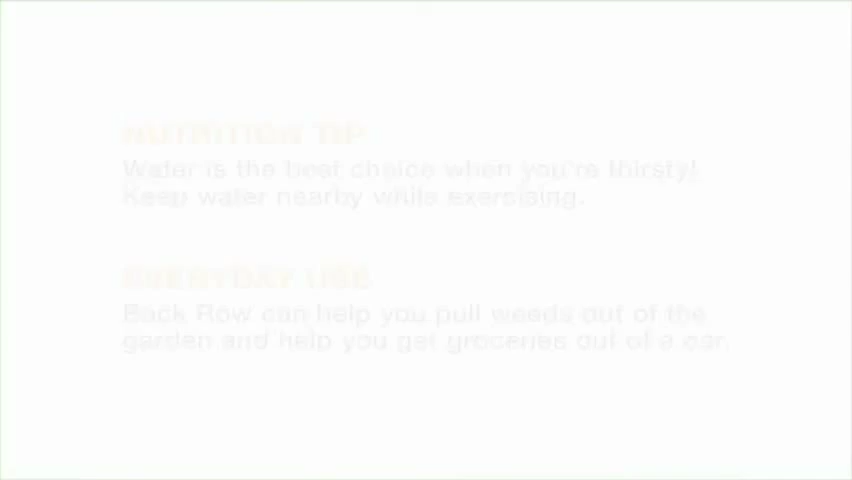 NUTRITION TIP
Water is the best choice when you're thirsty!
Keep water nearby while exercising.
EVERYDAY USE
Back Row can help you pull weeds out of the
garden and help you get groceries out of a car.